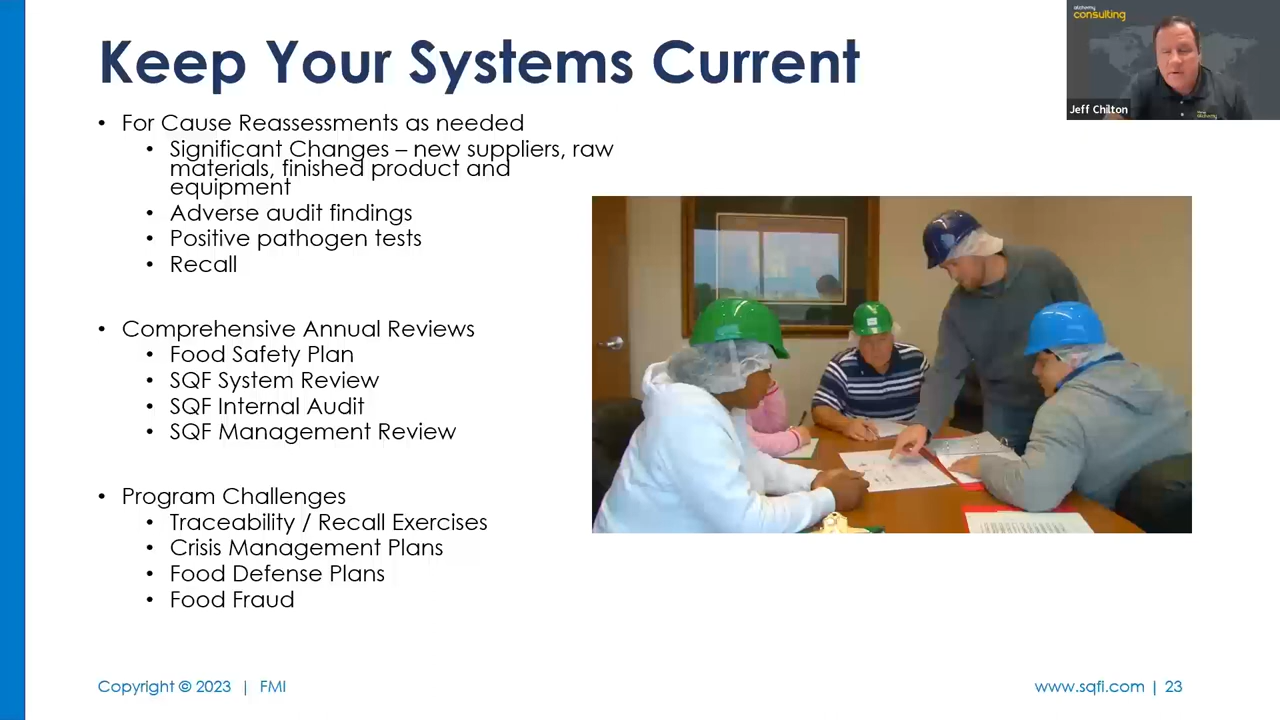 Keep Your Systems Current
alchemy
consulting
Jeff Chilton
• For Cause Reassessments as needed
• Significant Changes – new suppliers, raw
materials, finished product and
equipment
• Adverse audit findings
• Positive pathogen tests
• Recall
• Comprehensive Annual Reviews
• Food Safety Plan
• SQF System Review
• SQF Internal Audit
• SQF Management Review
• Program Challenges
• Traceability / Recall Exercises
• Crisis Management Plans
• Food Defense Plans
• Food Fraud
Copyright © 2023 | FMI
www.sqfi.com | 23